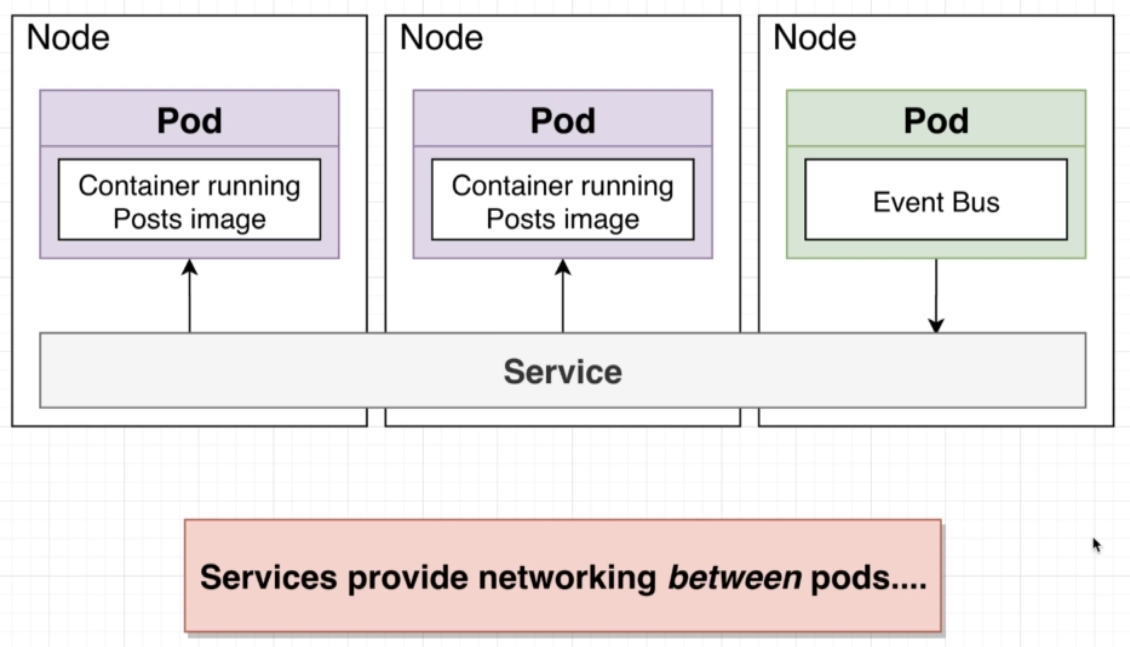 Node
Node
Node
Pod
Pod
Pod
Container running
Posts image
Container running
Posts image
Event Bus
Service
Services provide networking between pods....